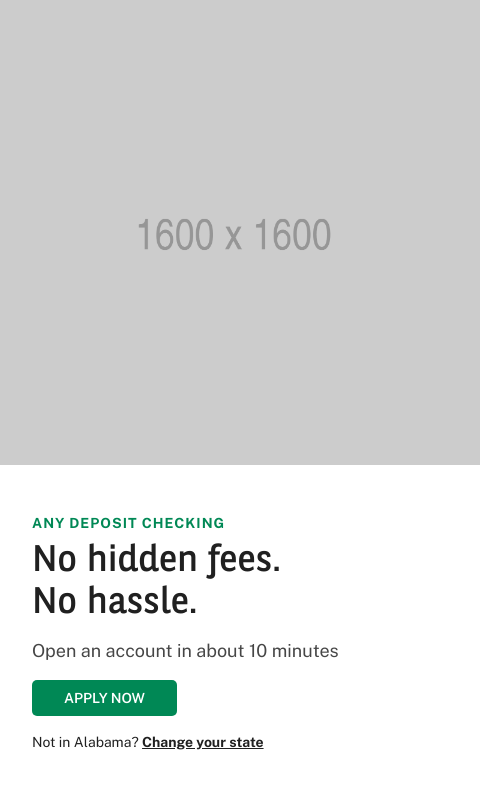 1600 x 1600
ANY DEPOSIT CHECKING
No hidden fees.
No hassle.
Open an account in about 10 minutes
APPLY NOW
Not in Alabama? Change your state